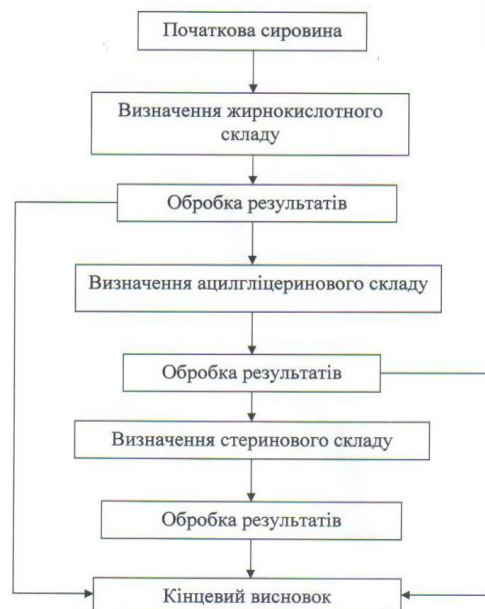 Початкова сировина
Визначення жирнокислотного
складу
Обробка результатів
Визначення ацилгліцеринового складу
Обробка результатів
Визначення стеринового складу
Обробка результатів
Кінцевий висновок